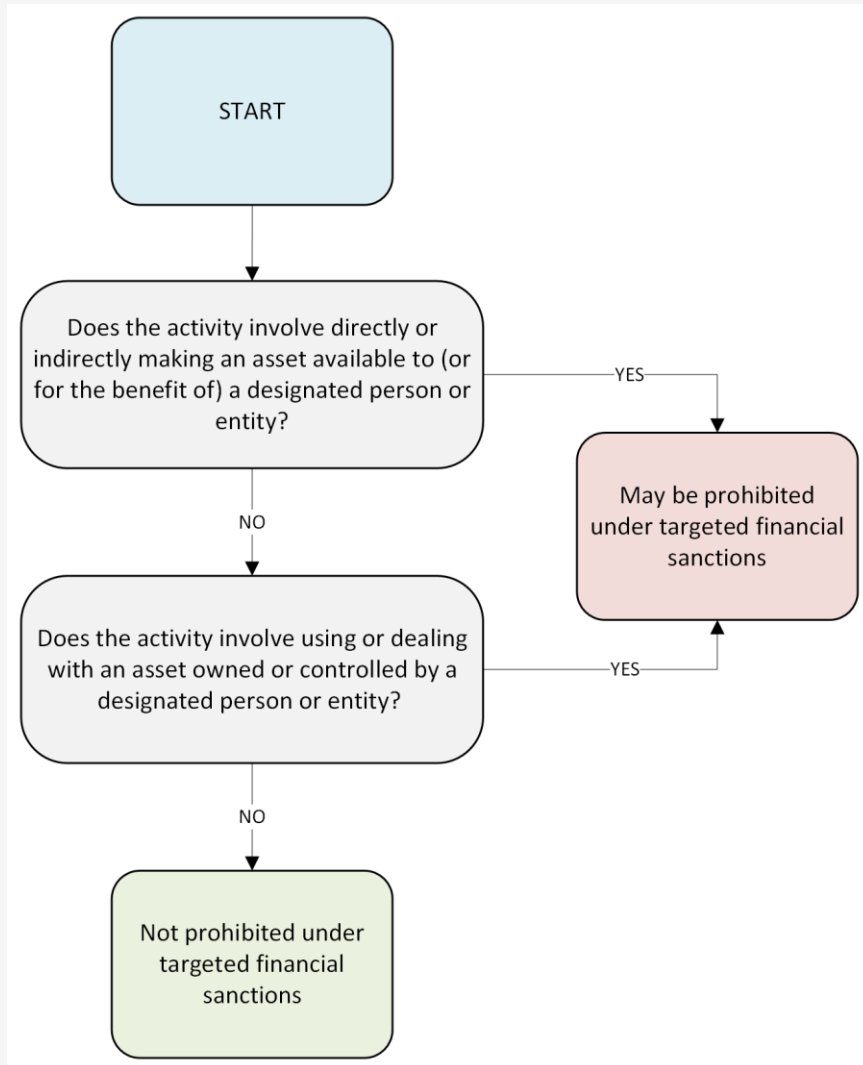 START
Does the activity involve directly or
indirectly making an asset available to (or
for the benefit of) a designated person or
entity?
YES
May be prohibited
under targeted financial
sanctions
NO
Does the activity involve using or dealing
with an asset owned or controlled by a
designated person or entity?
YES
NO
Not prohibited under
targeted financial
sanctions